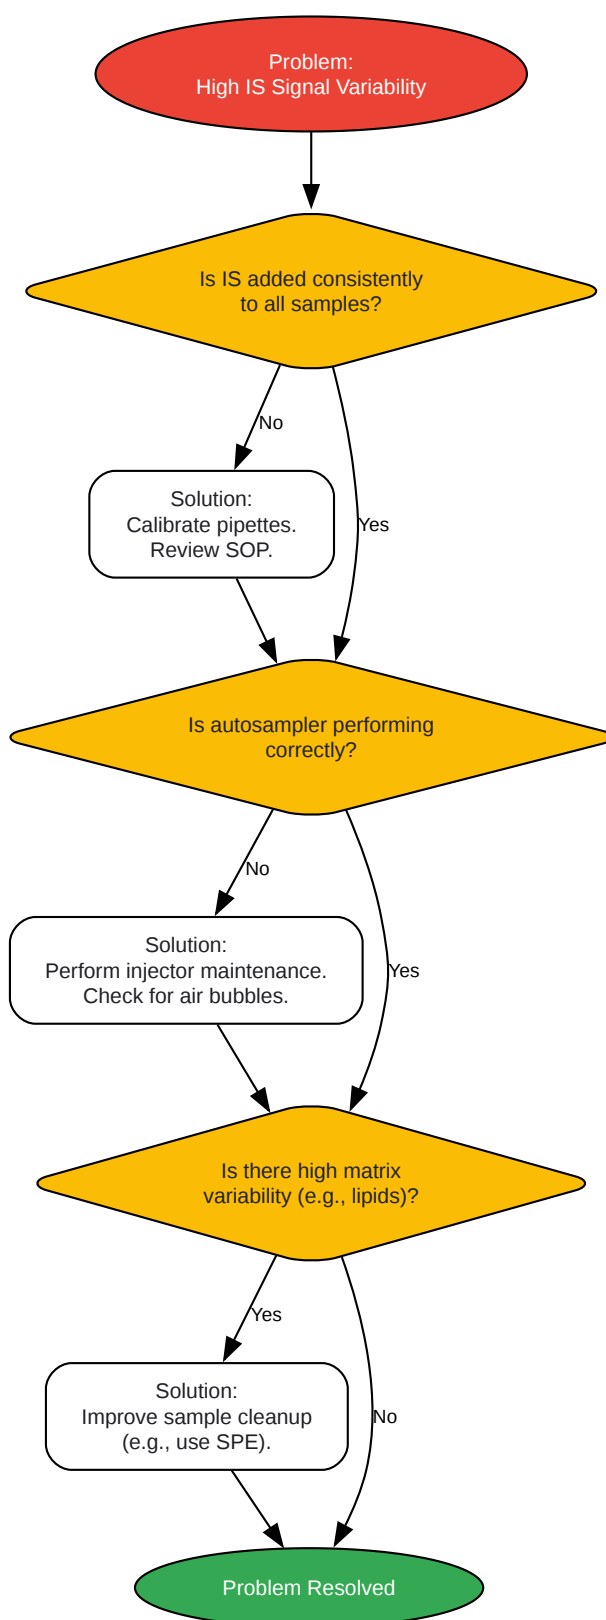 Problem:
High IS Signal Variability
Is IS added consistently
to all samples?
No
Solution:
Calibrate pipettes.
Review SOP.
Yes
Is autosampler performing
correctly?
No
Solution:
Perform injector maintenance.
Check for air bubbles.
Yes
Is there high matrix
variability (e.g., lipids)?
Yes
Solution:
Improve sample cleanup
(e.g., use SPE).
No
Problem Resolved